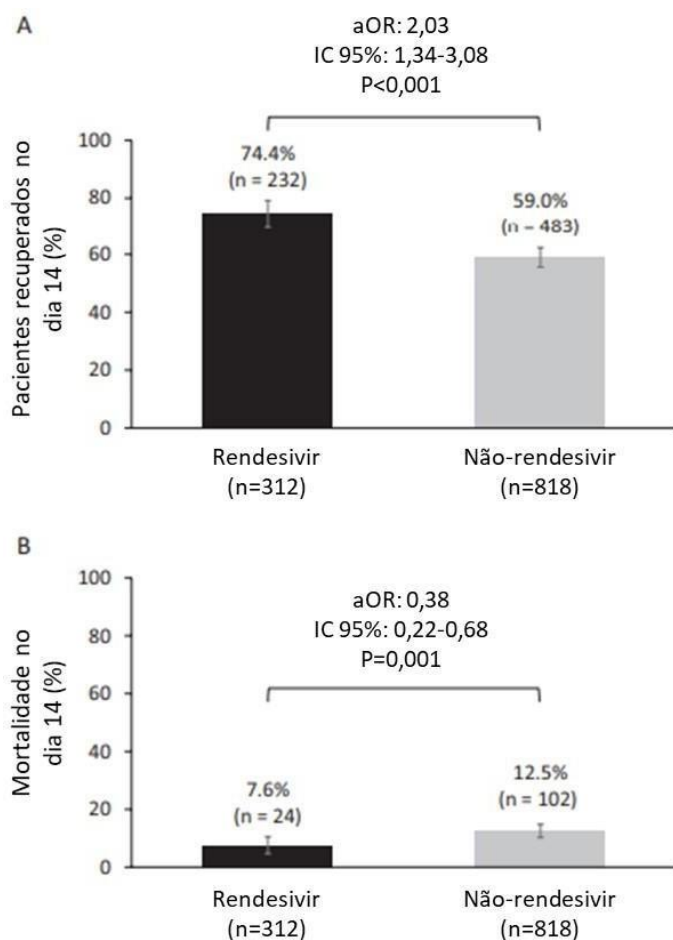 A
aOR: 2,03
IC 95%: 1,34-3,08
P<0,001
100
80
60
40
20
0
Pacientes recuperados no
dia 14 (%)
74.4%
(n = 232)
59.0%
(n – 483)
Rendesivir
(n=312)
Não-rendesivir
(n=818)
B
aOR: 0,38
IC 95%: 0,22-0,68
P=0,001
100
80
60
40
20
0
Mortalidade no
dia 14 (%)
7.6%
(n = 24)
12.5%
(n = 102)
Rendesivir
(n=312)
Não-rendesivir
(n=818)